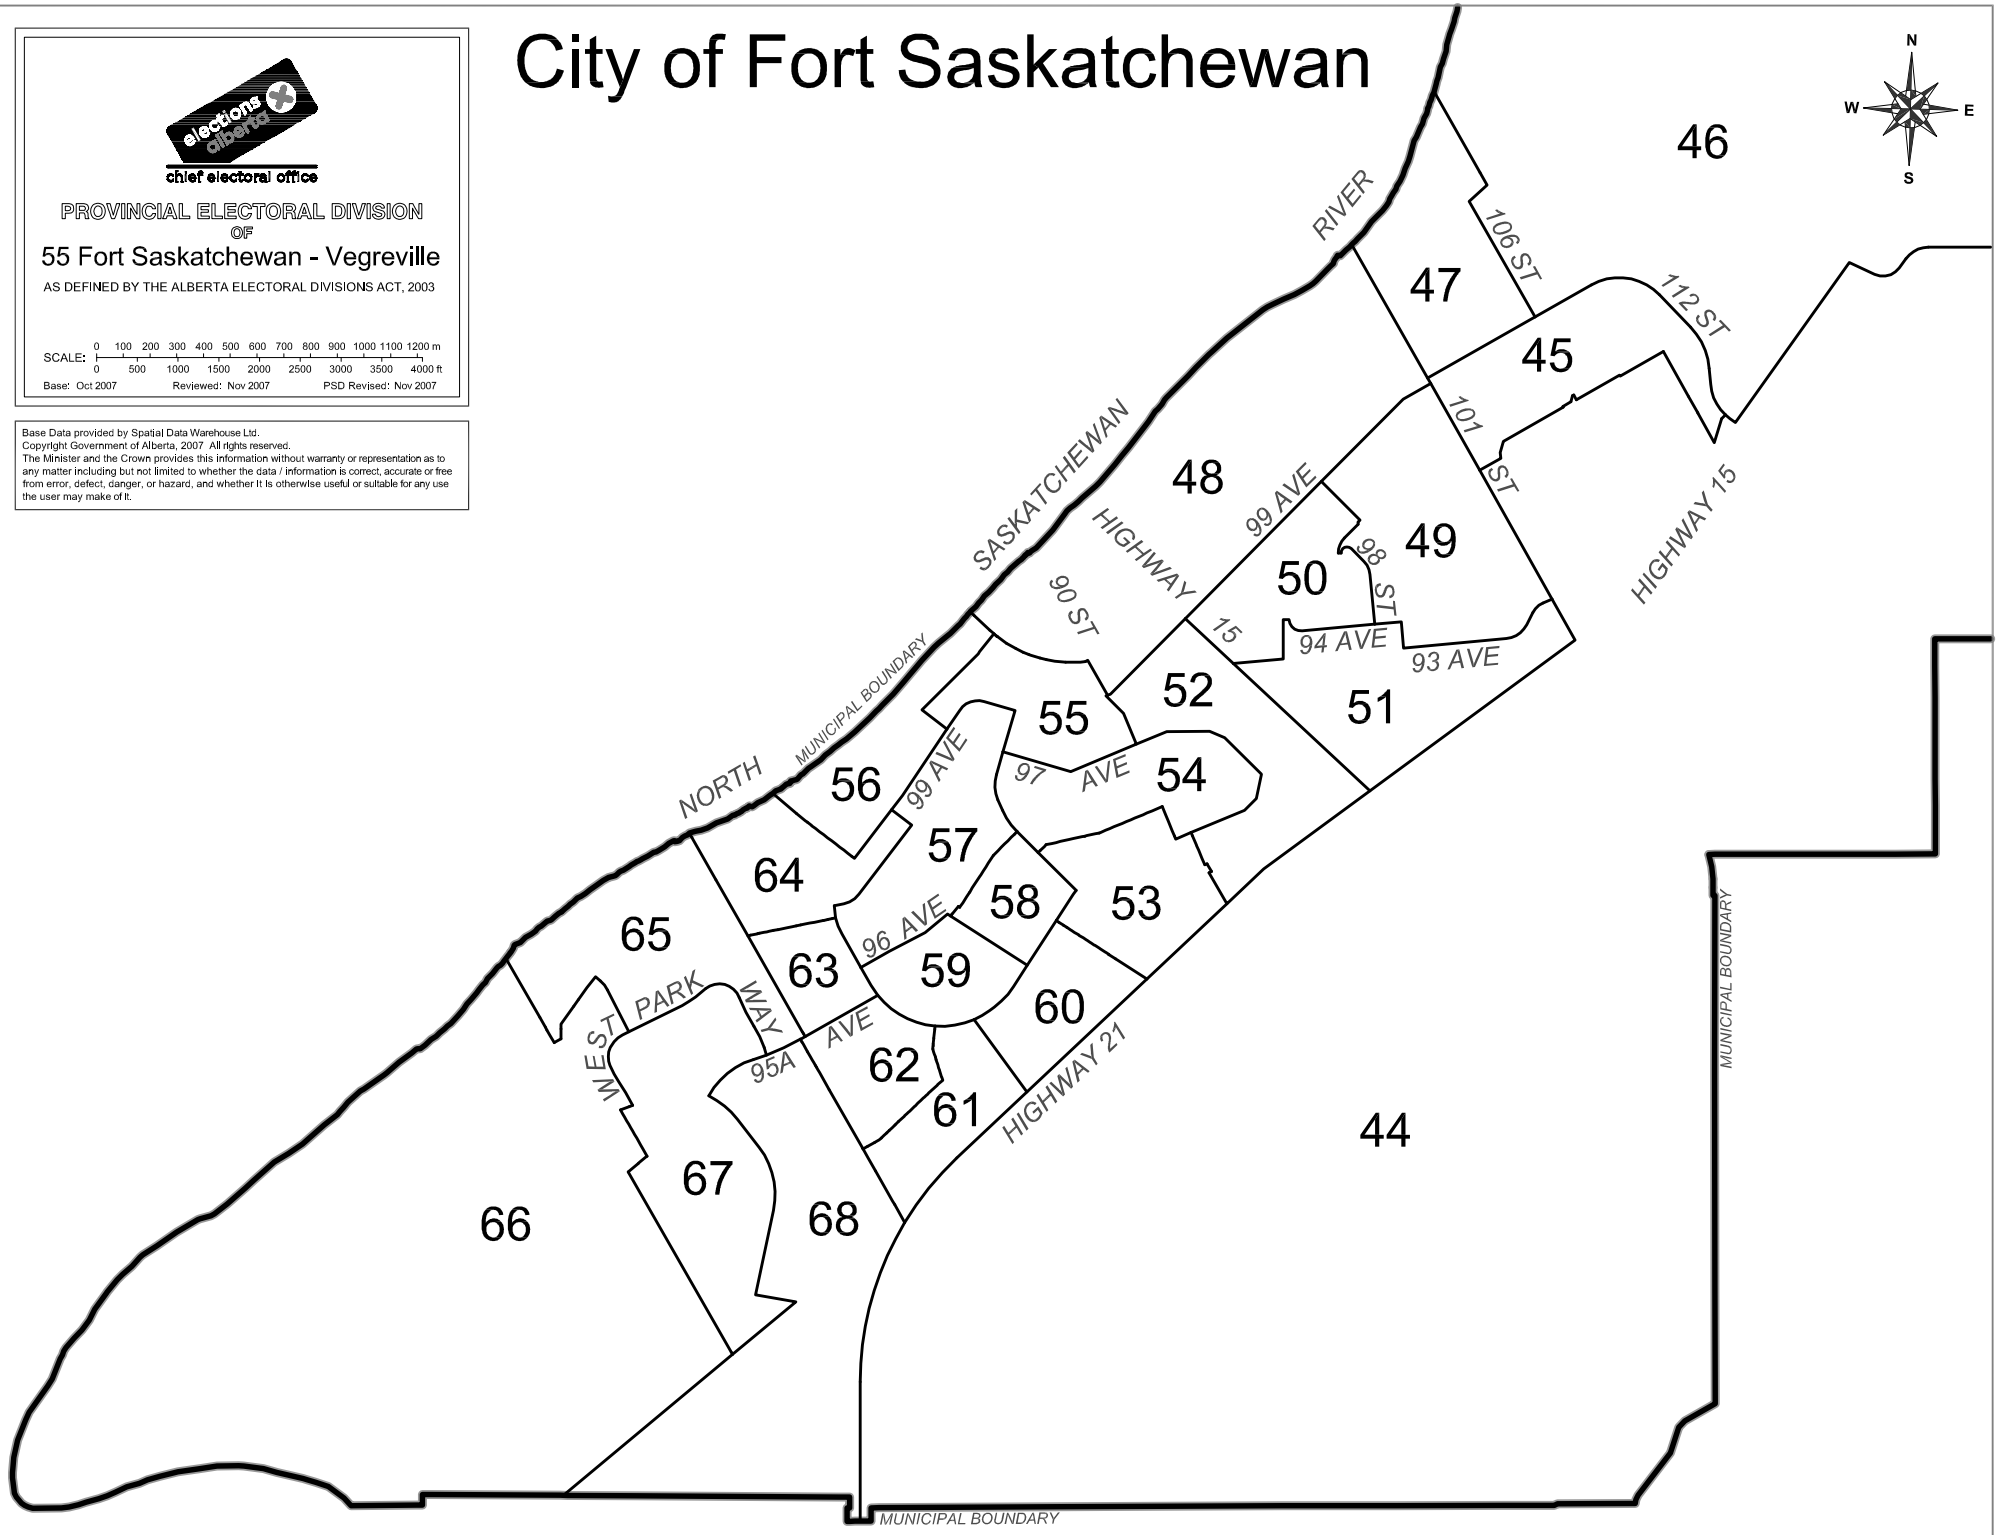 City of Fort Saskatchewan
elections
alberta
chief electoral office
PROVINCIAL ELECTORAL DIVISION
OF
55 Fort Saskatchewan - Vegreville
AS DEFINED BY THE ALBERTA ELECTORAL DIVISIONS ACT, 2003
SCALE:
0 100 200 300 400 500 600 700 800 900 1000 1100 1200 m
0 500 1000 1500 2000 2500 3000 3500 4000 ft
Base: Oct 2007 Reviewed: Nov 2007 PSD Revised: Nov 2007
Base Data provided by Spatial Data Warehouse Ltd.
Copyright Government of Alberta, 2007 All rights reserved.
The Minister and the Crown provides this information without warranty or representation as to
any matter including but not limited to whether the data / information is correct, accurate or free
from error, defect, danger, or hazard, and whether it is otherwise useful or suitable for any use
the user may make of it.
N
W
E
S
46
RIVER
106 ST
47
112 ST
45
101 ST
SASKATCHEWAN
48
99 AVE
HIGHWAY 15
49
98 ST
50
HIGHWAY 15
90 ST
94 AVE
93 AVE
MUNICIPAL BOUNDARY
52
51
55
97 AVE
54
NORTH
56
99 AVE
57
64
58
53
96 AVE
65
63
59
WEST PARK WAY
60
95A AVE
62
61
HIGHWAY 21
44
MUNICIPAL BOUNDARY
67
68
66
MUNICIPAL BOUNDARY